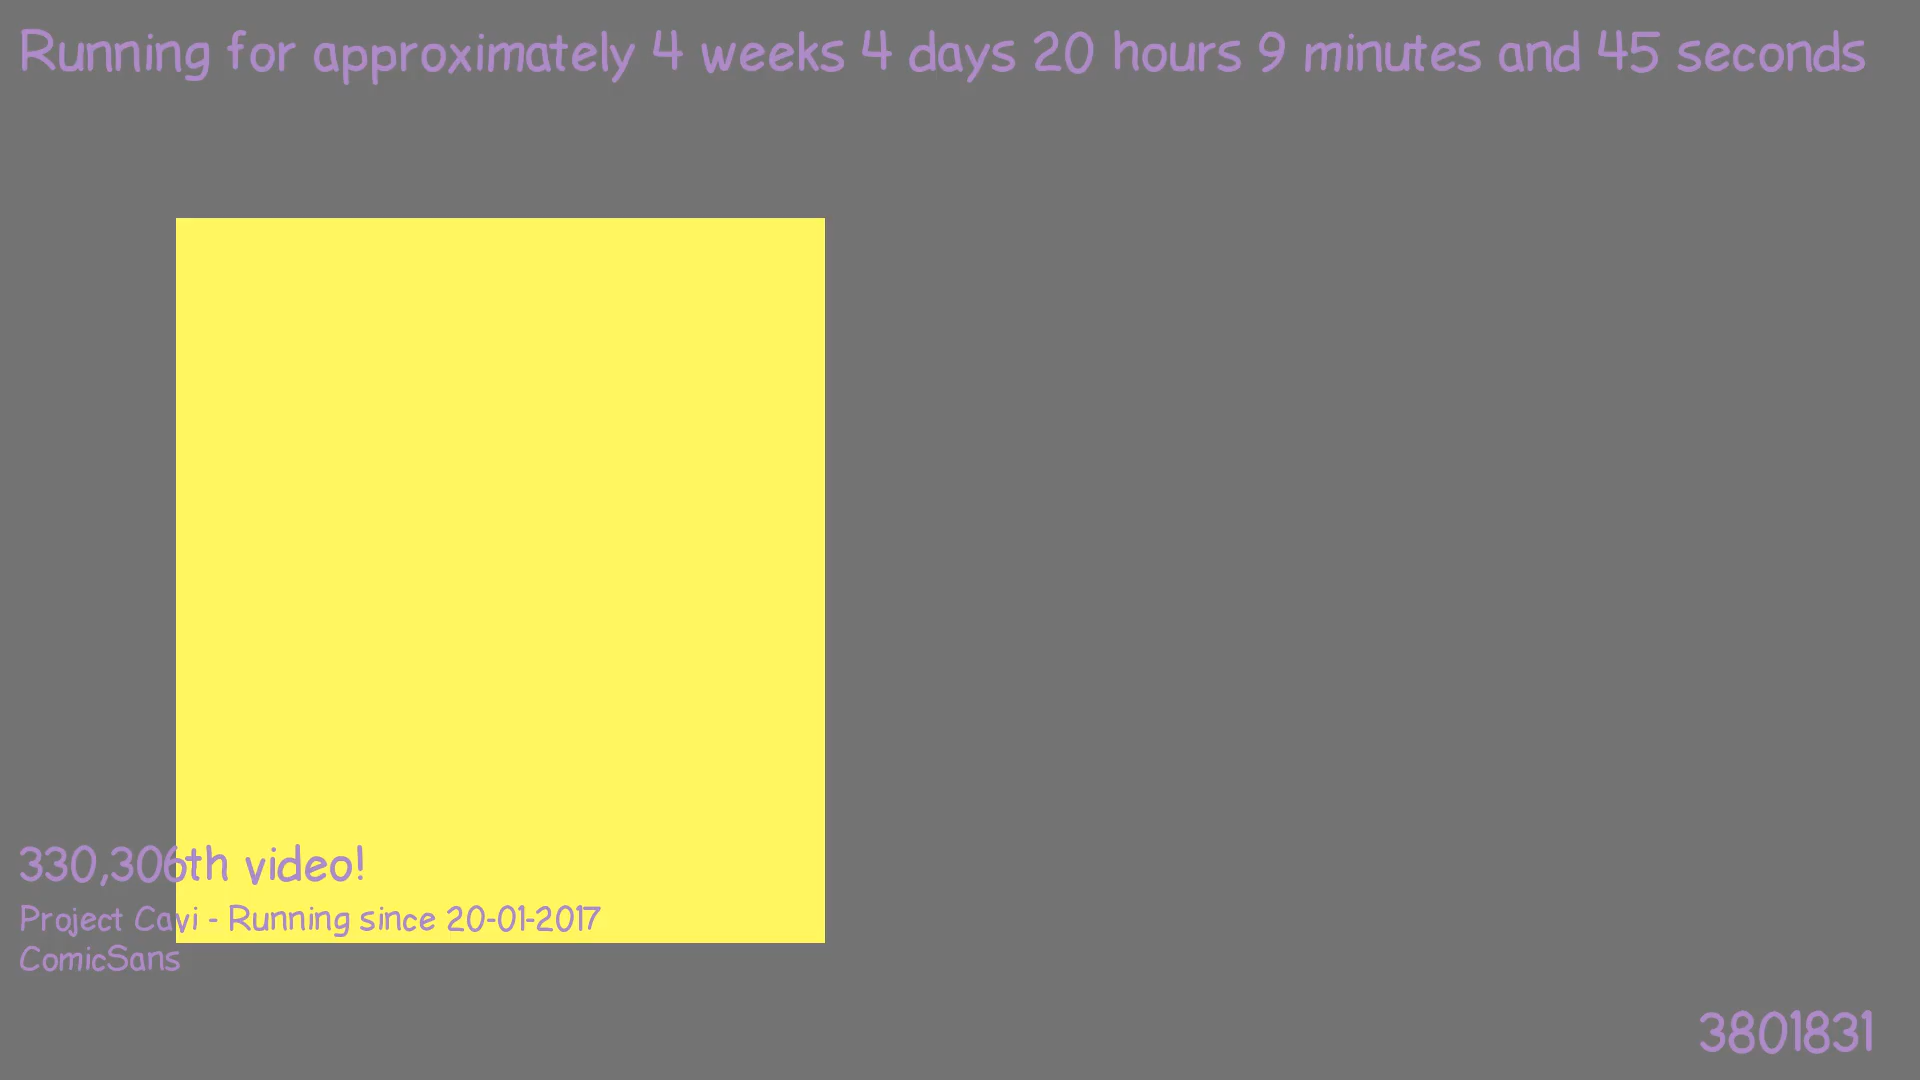 Running for approximately 4 weeks 4 days 20 hours 9 minutes and 45 seconds
330,306th video!
Project Cavi - Running since 20-01-2017
ComicSans
3801831